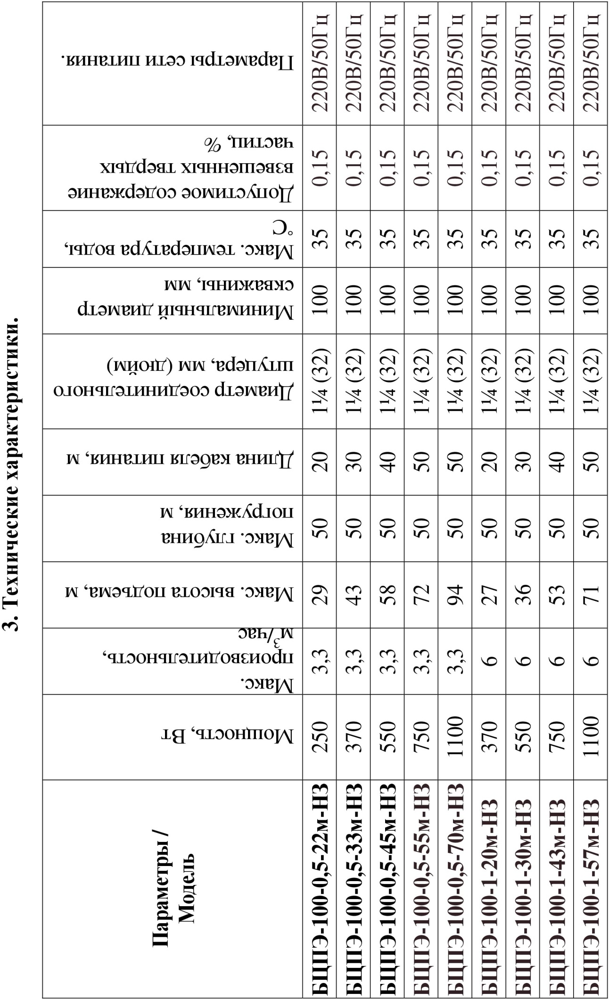 3. Технические характеристики.
Параметры /
Модель
Мощность, Вт
Макс.
производительность,
м³/час
Макс. высота подъема, м
Макс. глубина
погружения, м
Длина кабеля питания, м
Диаметр соединительного
штуцера, мм (дюйм)
Минимальный диаметр
скважины, мм
Макс. температура воды,
°С
Допустимое содержание
взвешенных твердых
частиц, %
Параметры сети питания.
БЦПЭ-100-0,5-22м-НЗ 250 3,3 29 50 20 1¼ (32) 100 35 0,15 220В/50Гц
БЦПЭ-100-0,5-33м-НЗ 370 3,3 43 50 30 1¼ (32) 100 35 0,15 220В/50Гц
БЦПЭ-100-0,5-45м-НЗ 550 3,3 58 50 40 1¼ (32) 100 35 0,15 220В/50Гц
БЦПЭ-100-0,5-55м-НЗ 750 3,3 72 50 50 1¼ (32) 100 35 0,15 220В/50Гц
БЦПЭ-100-0,5-70м-НЗ 1100 3,3 94 50 50 1¼ (32) 100 35 0,15 220В/50Гц
БЦПЭ-100-1-20м-НЗ 370 6 27 50 20 1¼ (32) 100 35 0,15 220В/50Гц
БЦПЭ-100-1-30м-НЗ 550 6 36 50 30 1¼ (32) 100 35 0,15 220В/50Гц
БЦПЭ-100-1-43м-НЗ 750 6 53 50 40 1¼ (32) 100 35 0,15 220В/50Гц
БЦПЭ-100-1-57м-НЗ 1100 6 71 50 50 1¼ (32) 100 35 0,15 220В/50Гц